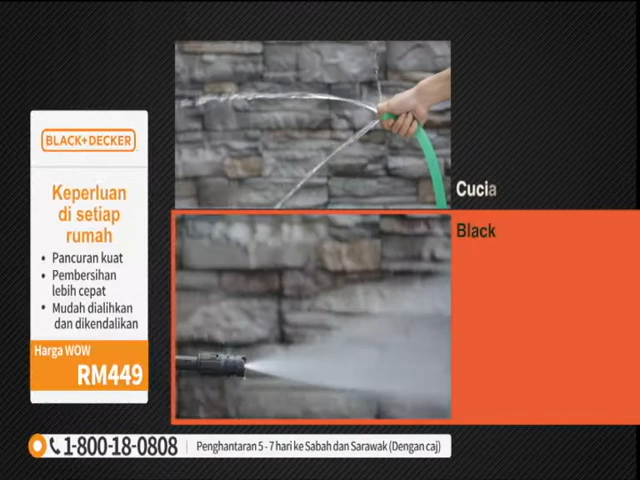 BLACK+DECKER
Keperluan
di setiap
rumah
• Pancuran kuat
• Pembersihan
lebih cepat
• Mudah dialihkan
dan dikendalikan
Harga WOW
RM449
Cucia
Black
1-800-18-0808
Penghantaran 5 - 7 hari ke Sabah dan Sarawak (Dengan caj)